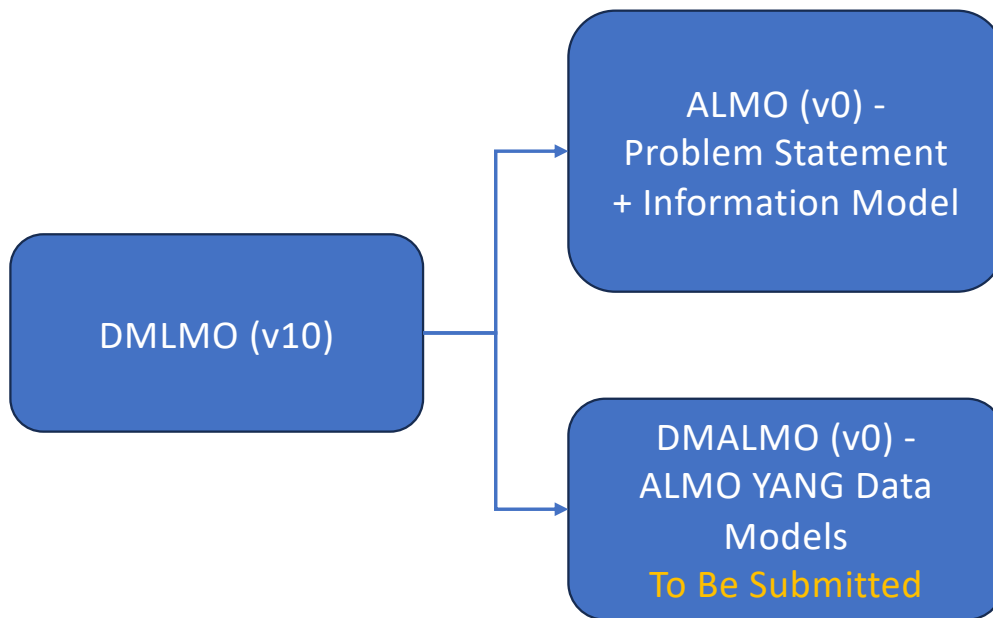 ALMO (v0) -
Problem Statement
+ Information Model
DMLMO (v10)
DMALMO (v0) -
ALMO YANG Data
Models
To Be Submitted